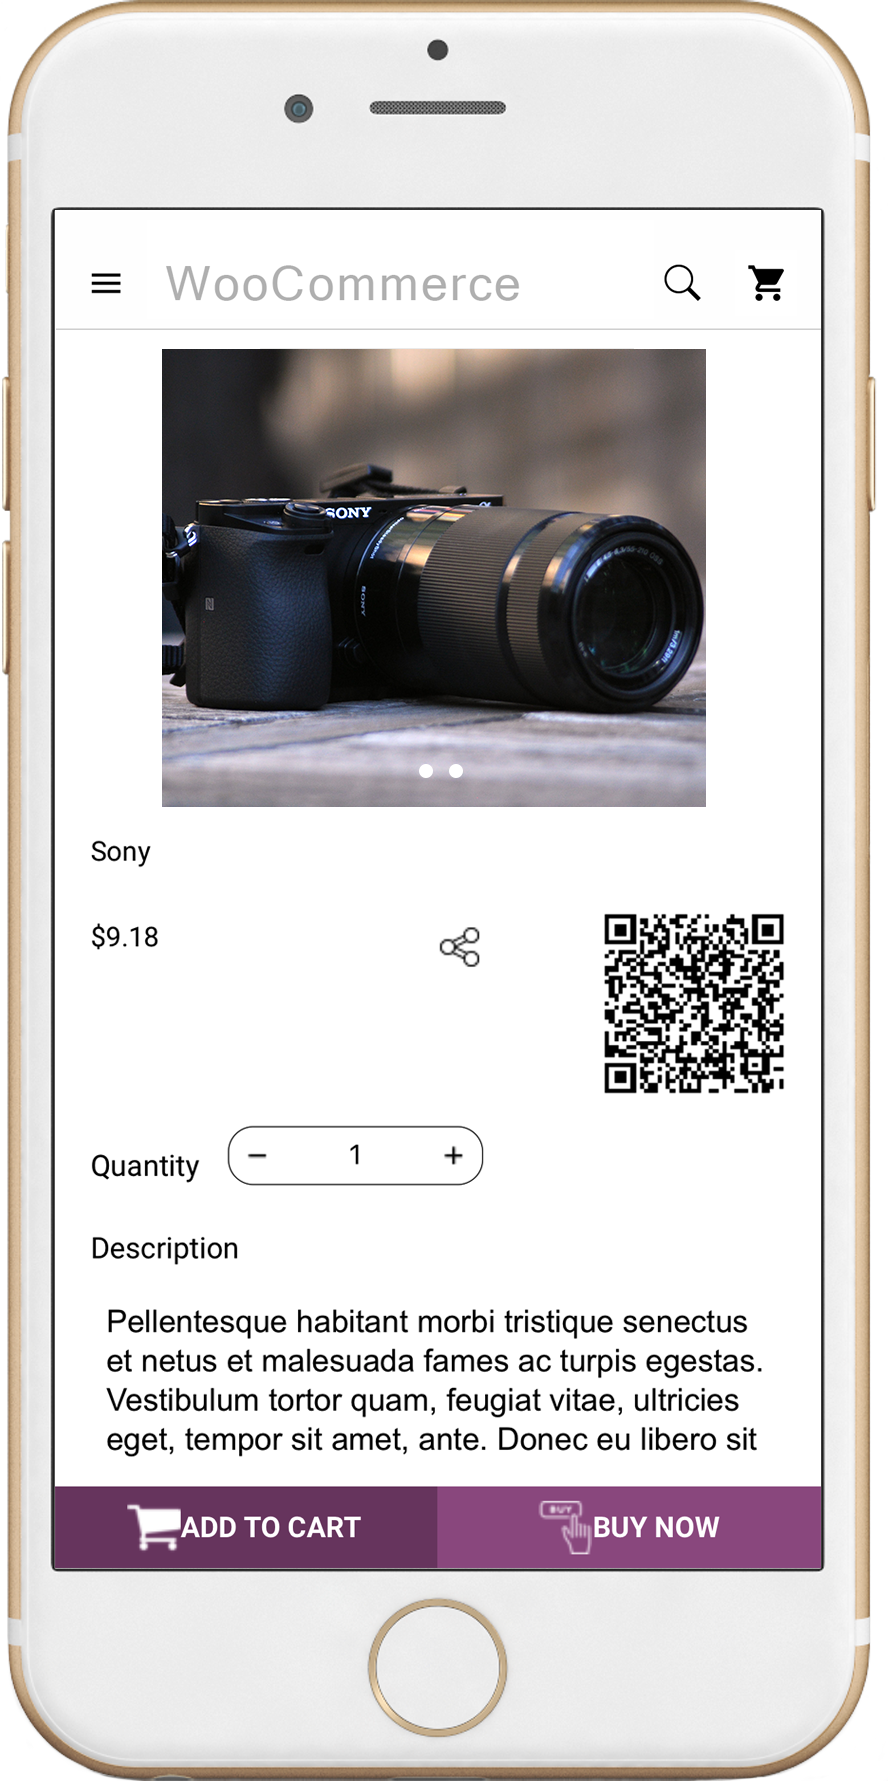 WooCommerce
SONY
SONY
Sony
$9.18
Quantity
1
Description
Pellentesque habitant morbi tristique senectus
et netus et malesuada fames ac turpis egestas.
Vestibulum tortor quam, feugiat vitae, ultricies
eget, tempor sit amet, ante. Donec eu libero sit
ADD TO CART
BUY
BUY NOW